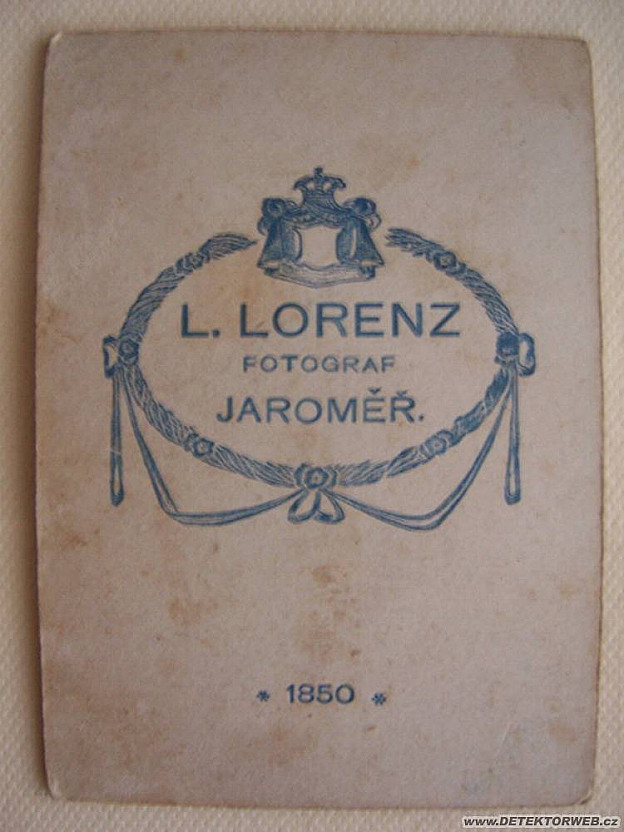 L. LORENZ
FOTOGRAF
JAROMĚŘ.
* 1850 *
www.DETEKTORWEB.cz